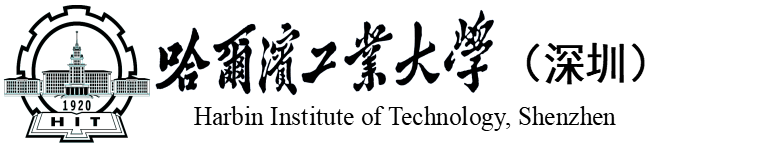 1920
HIT
哈爾濱工業大學（深圳）
Harbin Institute of Technology, Shenzhen